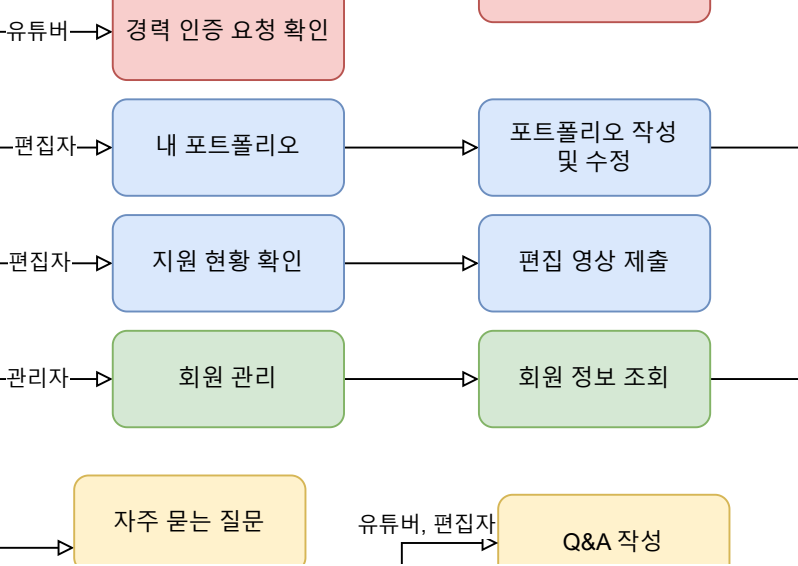 유튜버
경력 인증 요청 확인
편집자
내 포트폴리오
포트폴리오 작성
및 수정
편집자
지원 현황 확인
편집 영상 제출
관리자
회원 관리
회원 정보 조회
자주 묻는 질문
유튜버, 편집자
Q&A 작성